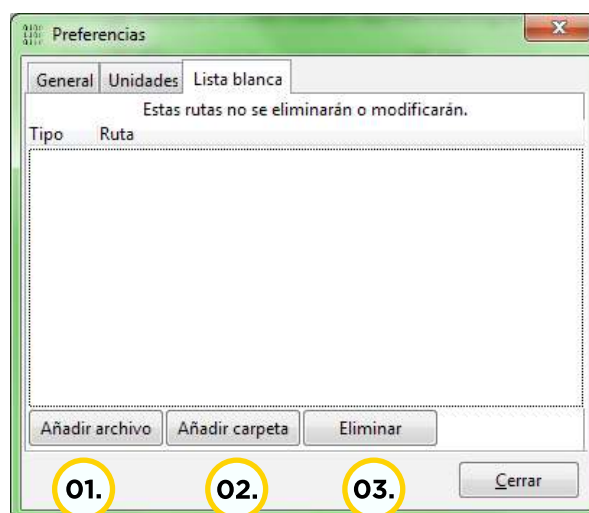 Preferencias
General Unidades Lista blanca
Estas rutas no se eliminarán o modificarán.
Tipo Ruta
Añadir archivo Añadir carpeta Eliminar
01. 02. 03.
Cerrar